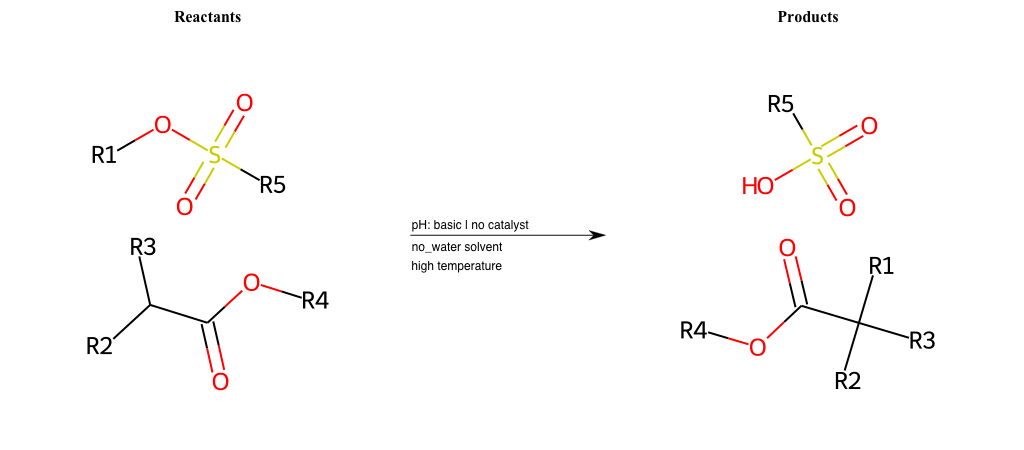 Reactants
Products
O
O
R1
S
R5
O
R3
O
R4
R2
O
pH: basic | no catalyst
no_water solvent
high temperature
R5
O
S
HO
O
O
R1
R4
O
R3
R2